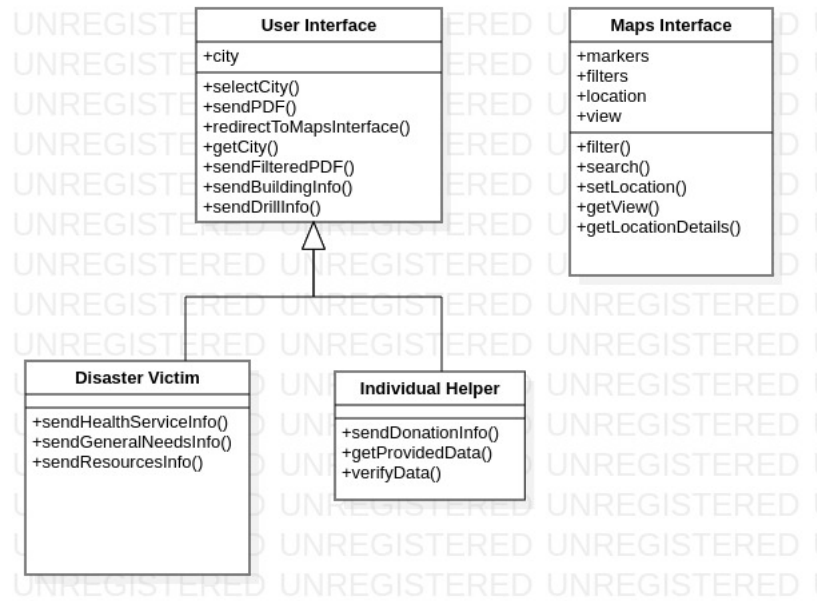 User Interface
+city
+selectCity()
+sendPDF()
+redirectToMapsInterface()
+getCity()
+sendFilteredPDF()
+sendBuildingInfo()
+sendDrillInfo()
Maps Interface
+markers
+filters
+location
+view
+filter()
+search()
+setLocation()
+getView()
+getLocationDetails()
Disaster Victim
+sendHealthServiceInfo()
+sendGeneralNeedsInfo()
+sendResourcesInfo()
Individual Helper
+sendDonationInfo()
+getProvidedData()
+verifyData()
UNREGISTERED